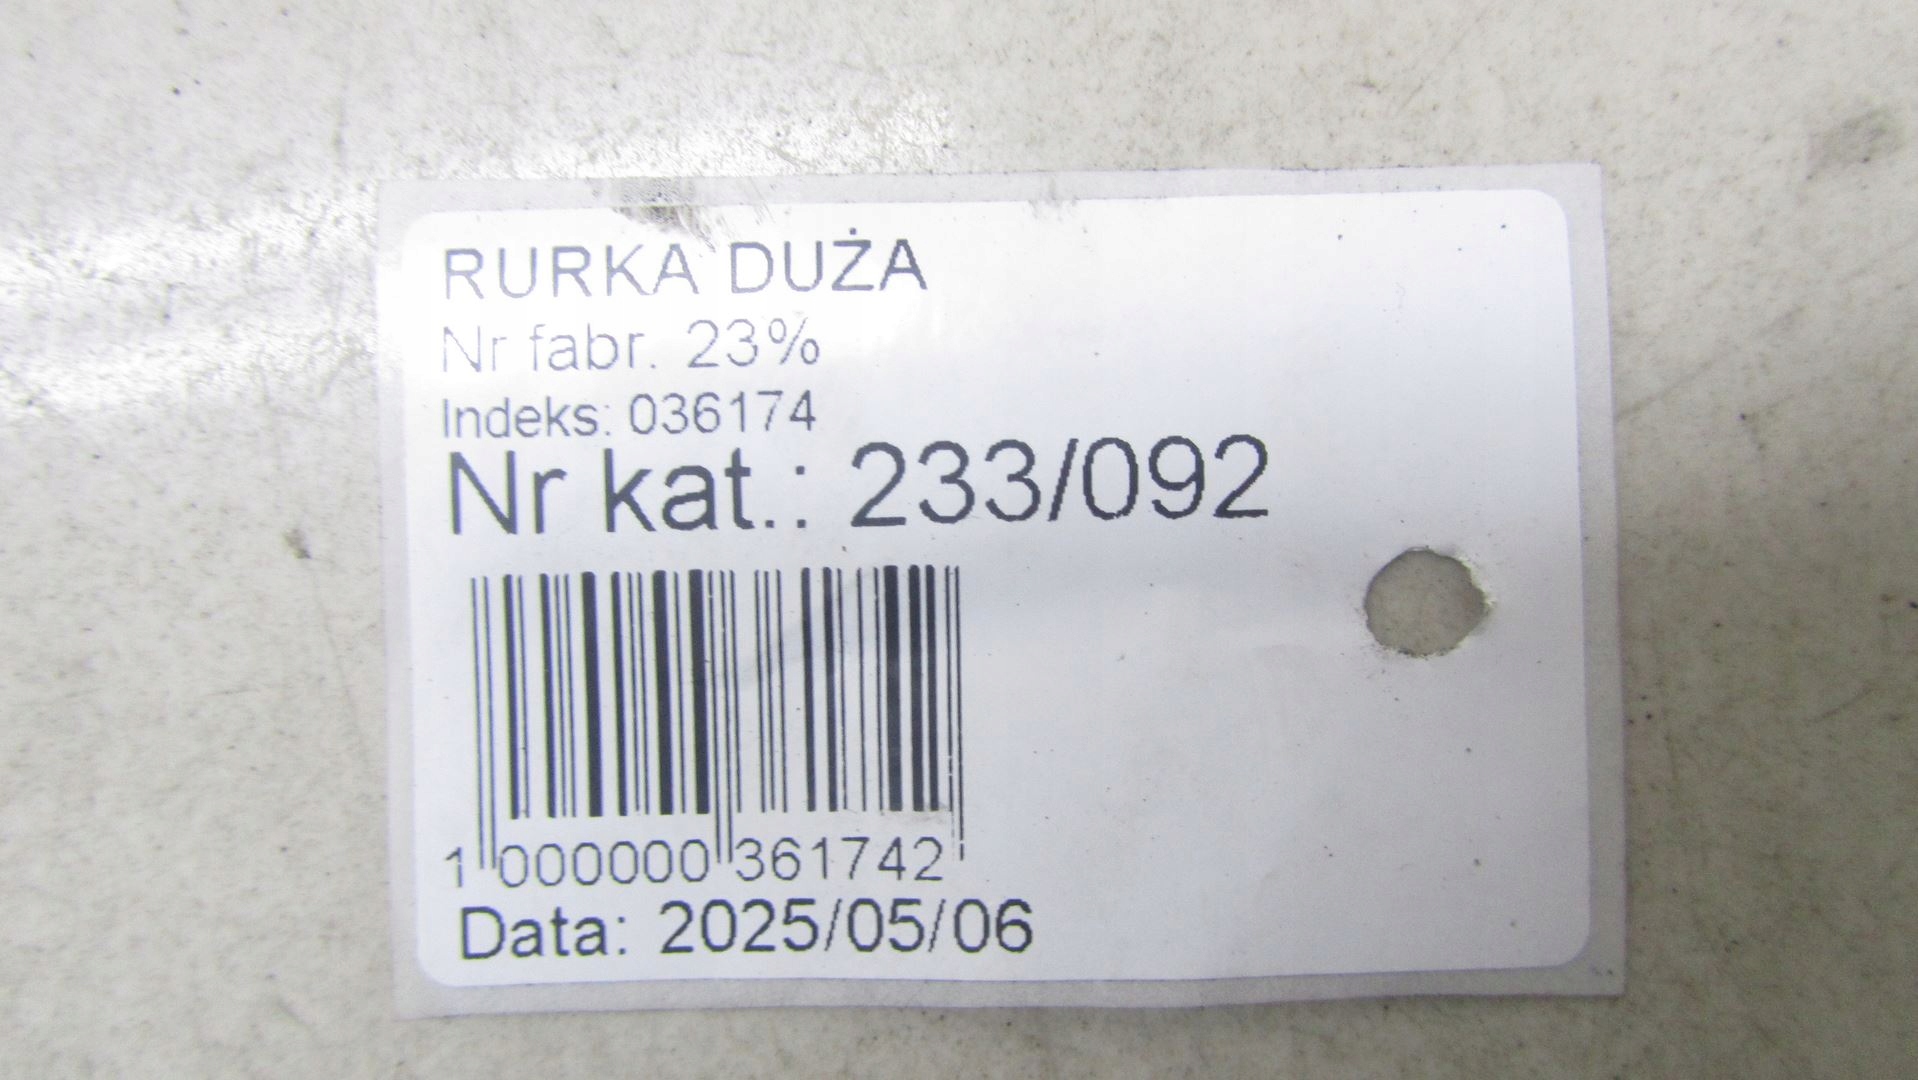 RURKA DUŻA
Nr fabr. 23%
Indeks: 036174
Nr kat.: 233/092
1 000000 361742
Data: 2025/05/06